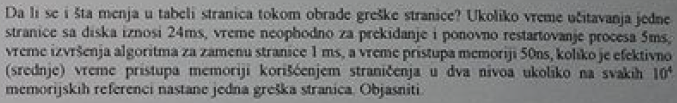 Da li se i šta menja u tabeli stranica tokom obrade greške stranice? Ukoliko vreme učitavanja jedne
stranice sa diska iznosi 24ms, vreme neophodno za prekidanje i ponovno restartovanje procesa 5ms,
vreme izvršenja algoritma za zamenu stranice 1 ms, a vreme pristupa memoriji 50ns, koliko je efektivno
(srednje) vreme pristupa memoriji korišćenjem straničenja u dva nivoa ukoliko na svakih 10⁴
memorijskih referenci nastane jedna greška stranica. Objasniti.